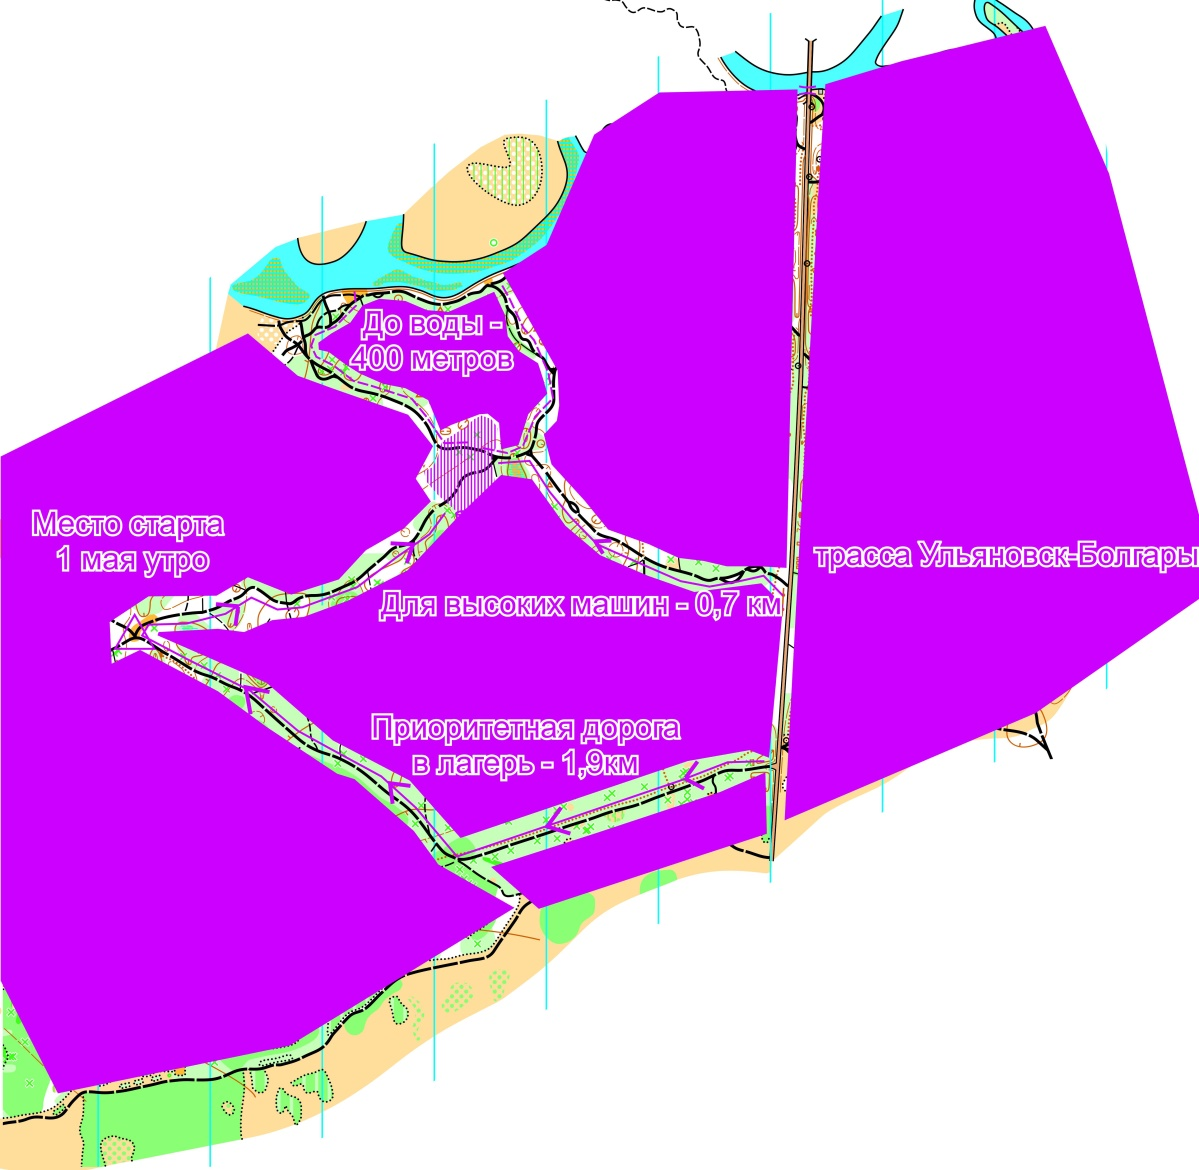 До воды -
400 метров
Место старта
1 мая утро
трасса Ульяновск-Болгары
Для высоких машин - 0,7 км
Приоритетная дорога
в лагерь - 1,9км